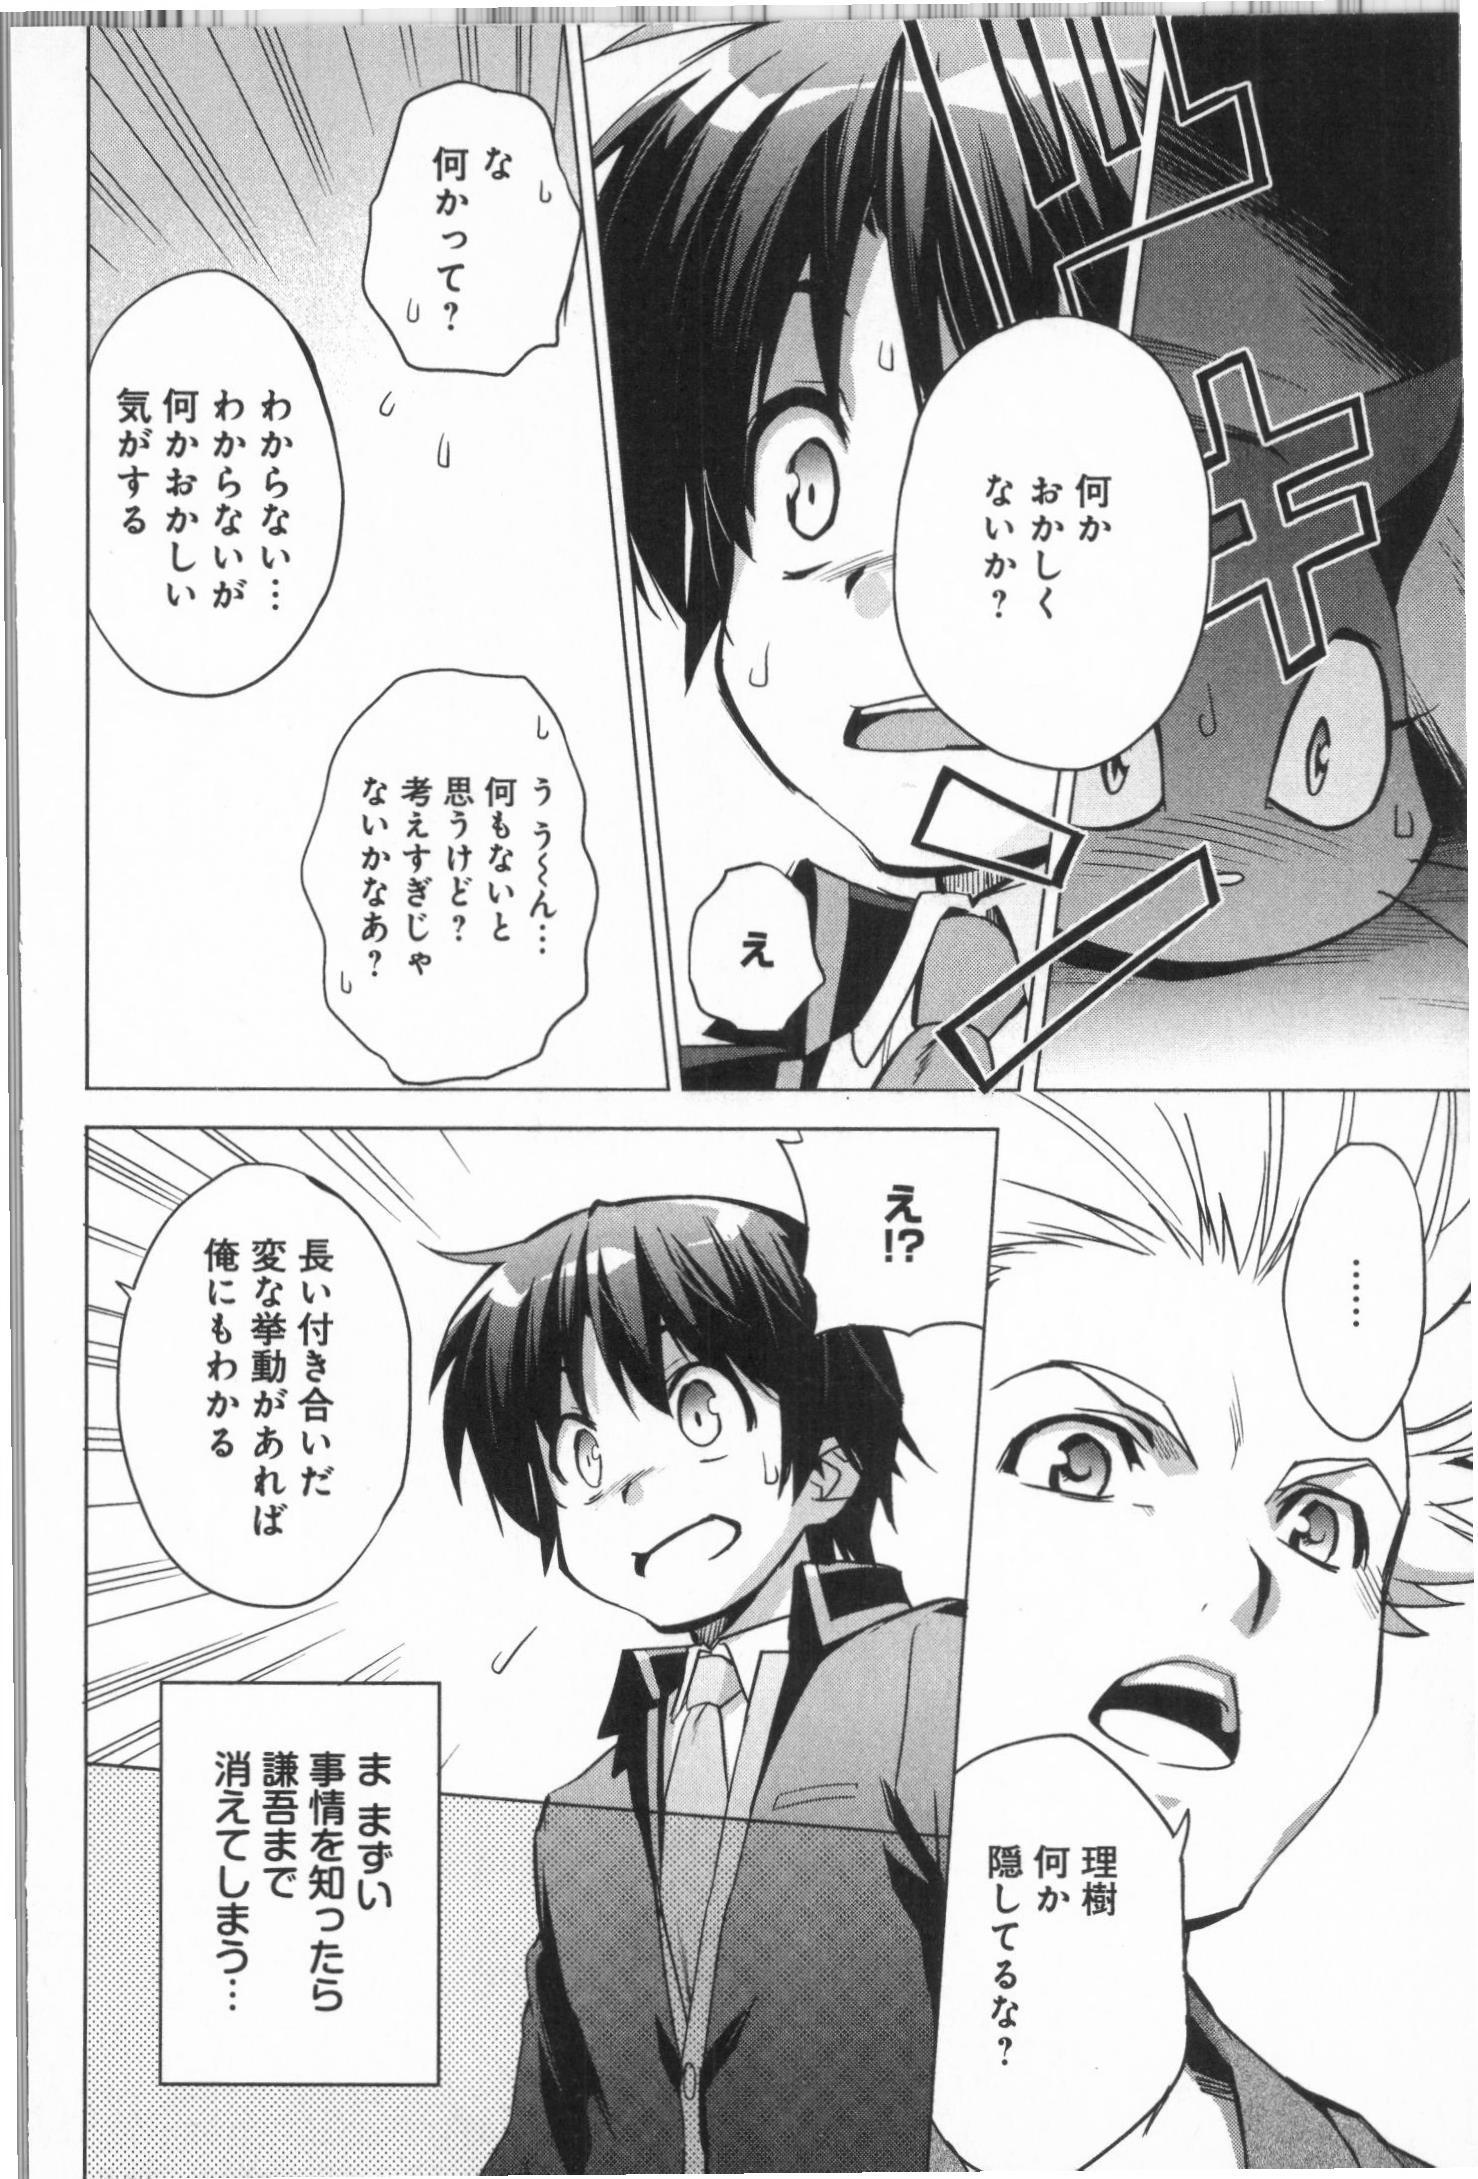 ドキーン
何か
おかしく
ないか?
え
な
何かって?
わからない…
わからないが
何かおかしい
気がする
う う〜ん…
何もないと
思うけど?
考えすぎじゃ
ないかなあ?
……
理樹
何か
隠してるな?
え!?
長い付き合いだ
変な挙動があれば
俺にもわかる
ま まずい
事情を知ったら
謙吾まで
消えてしまう…